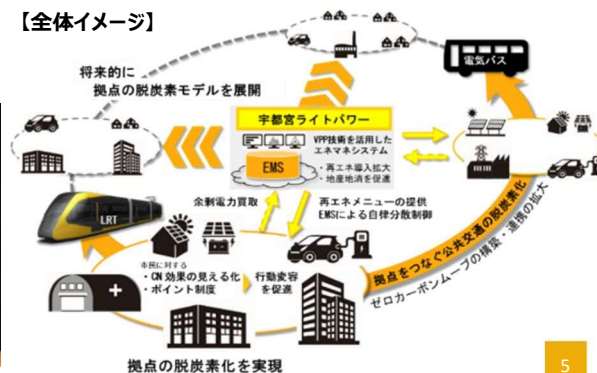 【全体イメージ】
将来的に
拠点の脱炭素モデルを展開
電気バス
宇都宮ライトパワー
VPP技術を活用した
エネマネシステム
EMS
・再エネ導入拡大
・地産地消を促進
余剰電力買取
再エネメニューの提供
EMSによる自律分散制御
LRT
市民に対する
・CN 効果の見える化
・ポイント制度
行動変容
を促進
拠点をつなぐ公共交通の脱炭素化
ゼロカーボンムーブの構築・連携の拡大
拠点の脱炭素化を実現
5